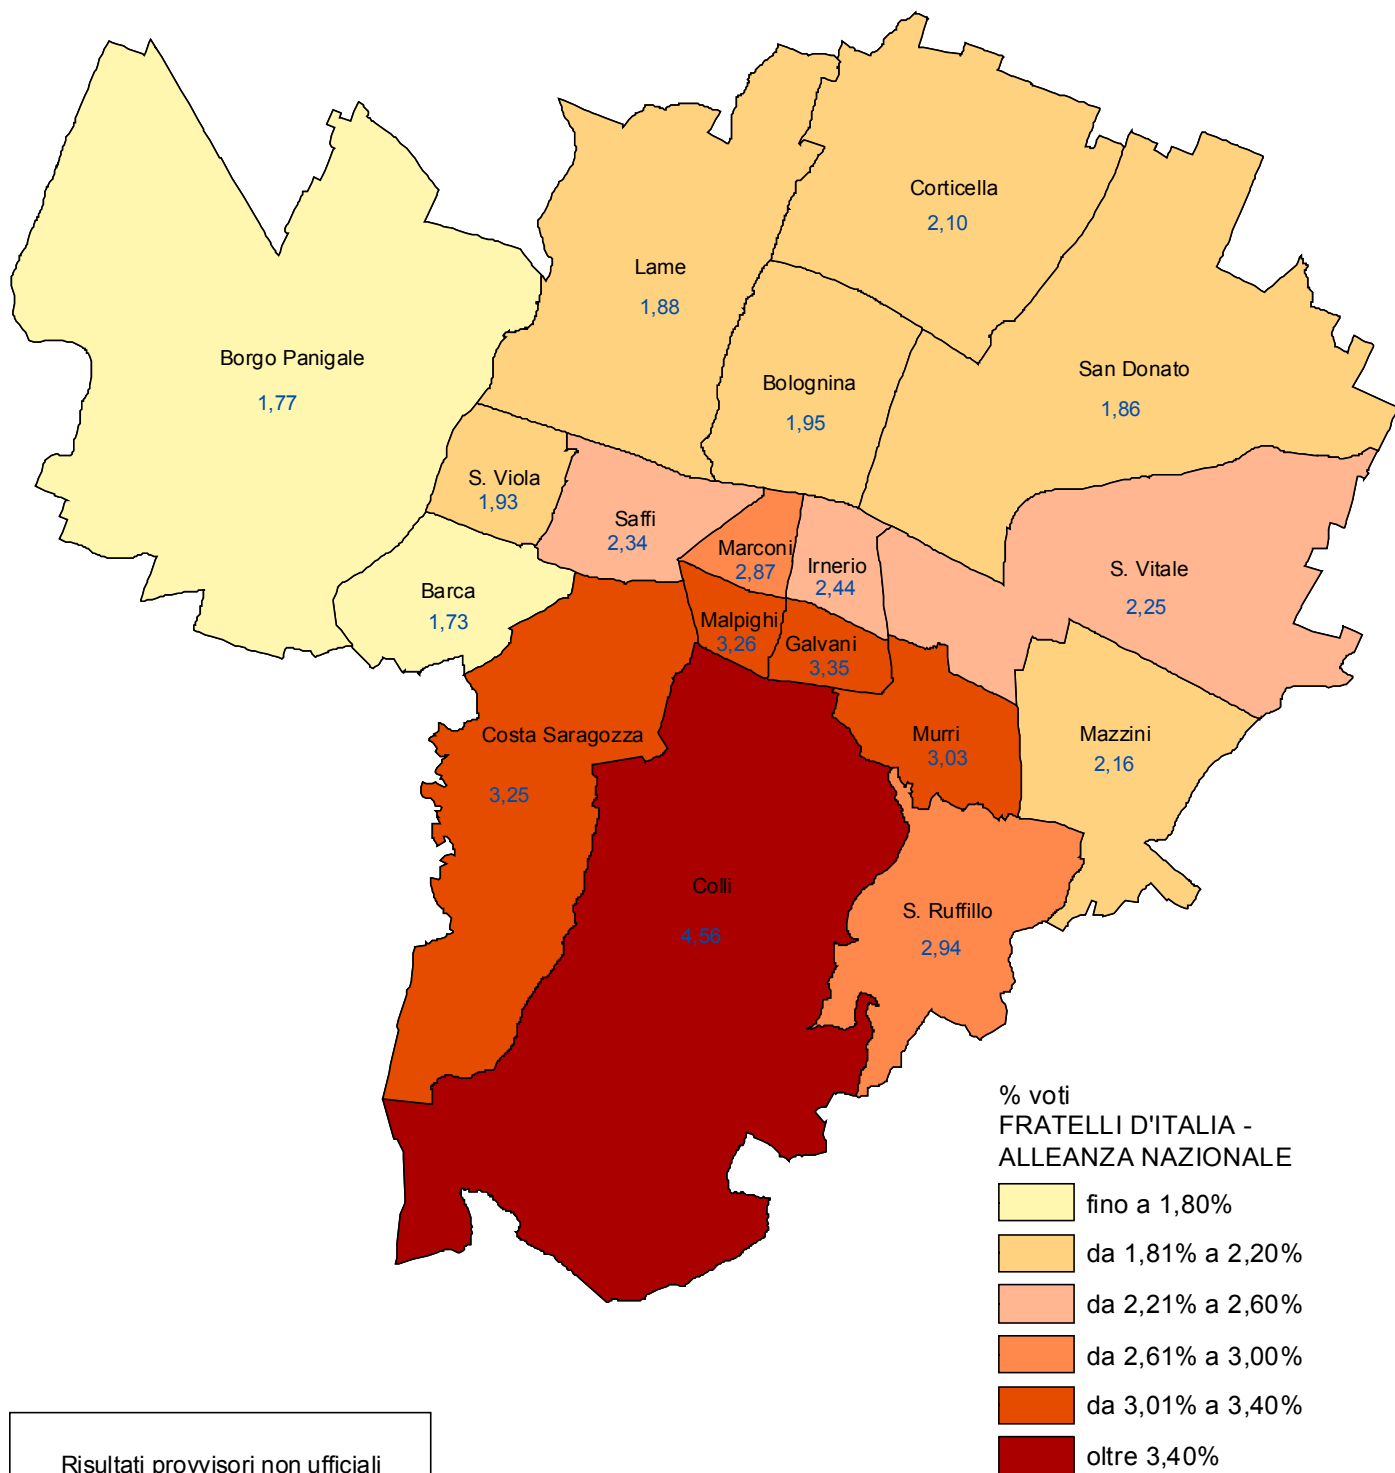 Corticella
2,10
Lame
1,88
Borgo Panigale
1,77
Bolognina
1,95
San Donato
1,86
S. Viola
1,93
Saffi
2,34
Marconi
2,87
Irnerio
2,44
S. Vitale
2,25
Barca
1,73
Malpighi
3,26
Galvani
3,35
Costa Saragozza
3,25
Murri
3,03
Mazzini
2,16
Colli
4,56
S. Ruffillo
2,94
% voti
FRATELLI D'ITALIA -
ALLEANZA NAZIONALE
fino a 1,80%
da 1,81% a 2,20%
da 2,21% a 2,60%
da 2,61% a 3,00%
da 3,01% a 3,40%
oltre 3,40%
Risultati provvisori non ufficiali